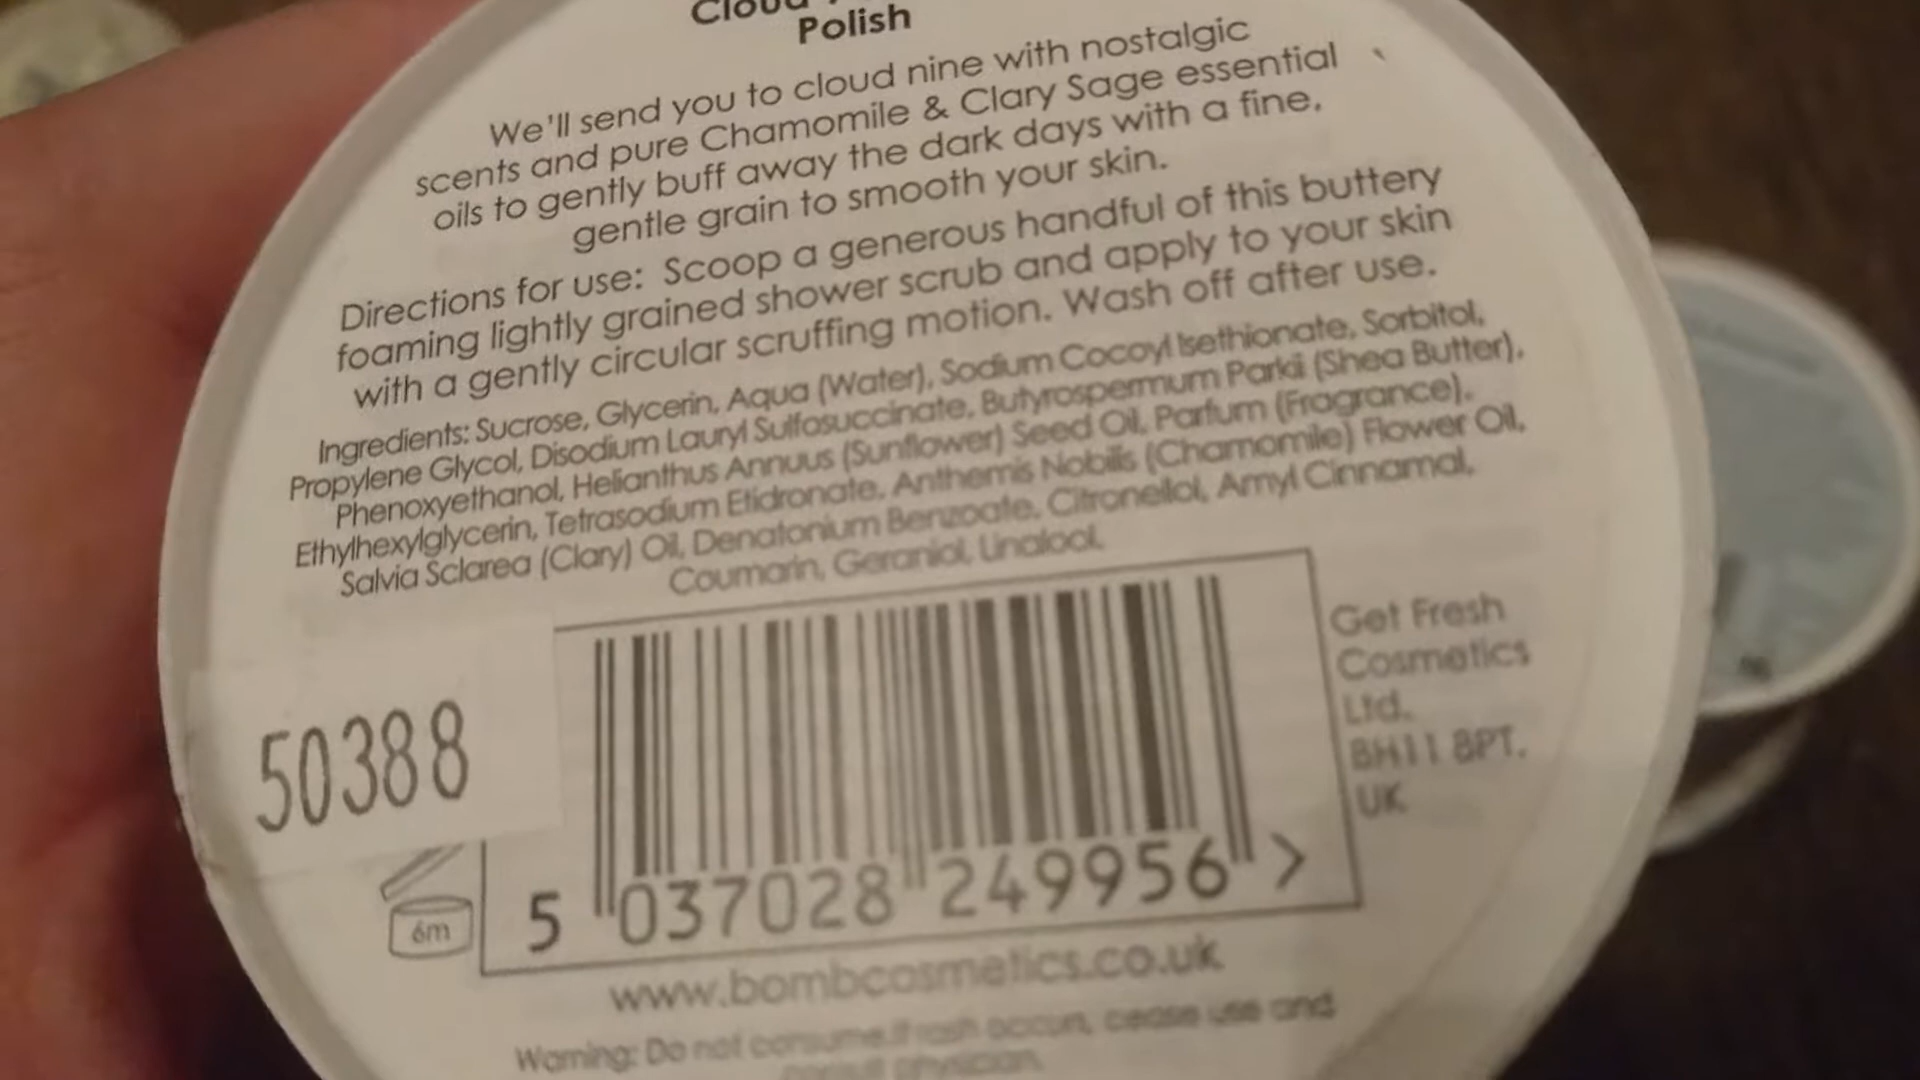 Cloud
Polish
We'll send you to cloud nine with nostalgic
scents and pure Chamomile & Clary Sage essential
oils to gently buff away the dark days with a fine,
gentle grain to smooth your skin.
Directions for use: Scoop a generous handful of this buttery
foaming lightly grained shower scrub and apply to your skin
with a gently circular scruffing motion. Wash off after use.
Ingredients: Sucrose, Glycerin, Aqua (Water), Sodium Cocoyl Isethionate, Sorbitol,
Propylene Glycol, Disodium Lauryl Sulfosuccinate, Butyrospermum Parkii (Shea Butter),
Phenoxyethanol, Helianthus Annuus (Sunflower) Seed Oil, Parfum (Fragrance),
Ethylhexylglycerin, Tetrasodium Etidronate, Anthemis Nobilis (Chamomile) Flower Oil,
Salvia Sclarea (Clary) Oil, Denatonium Benzoate, Citronellol, Amyl Cinnamal,
Coumarin, Geraniol, Linalool.
Get Fresh
Cosmetics
Ltd.
BH11 8PT.
UK
50388
6m
5 037028 249956 >
www.bombcosmetics.co.uk
Warning: Do not consume. If rash occurs, cease use and
consult physician.